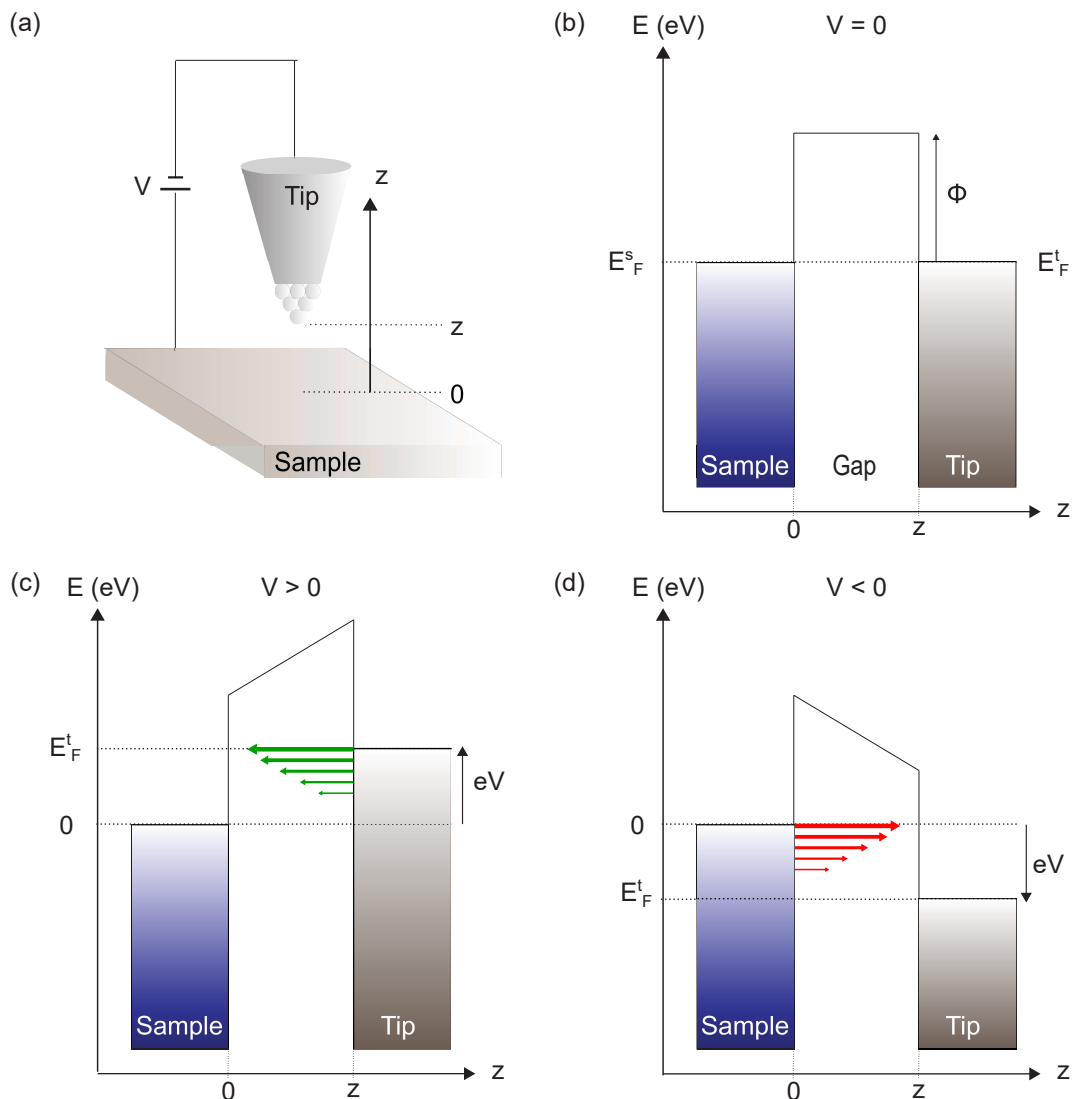 (a)
V
Tip
z
z
0
Sample
(b) E (eV) V = 0
Φ
E^s_F E^t_F
Sample Gap Tip
0 z z
(c) E (eV) V > 0
E^t_F
eV
0
Sample Tip
0 z z
(d) E (eV) V < 0
0
eV
E^t_F
Sample Tip
0 z z